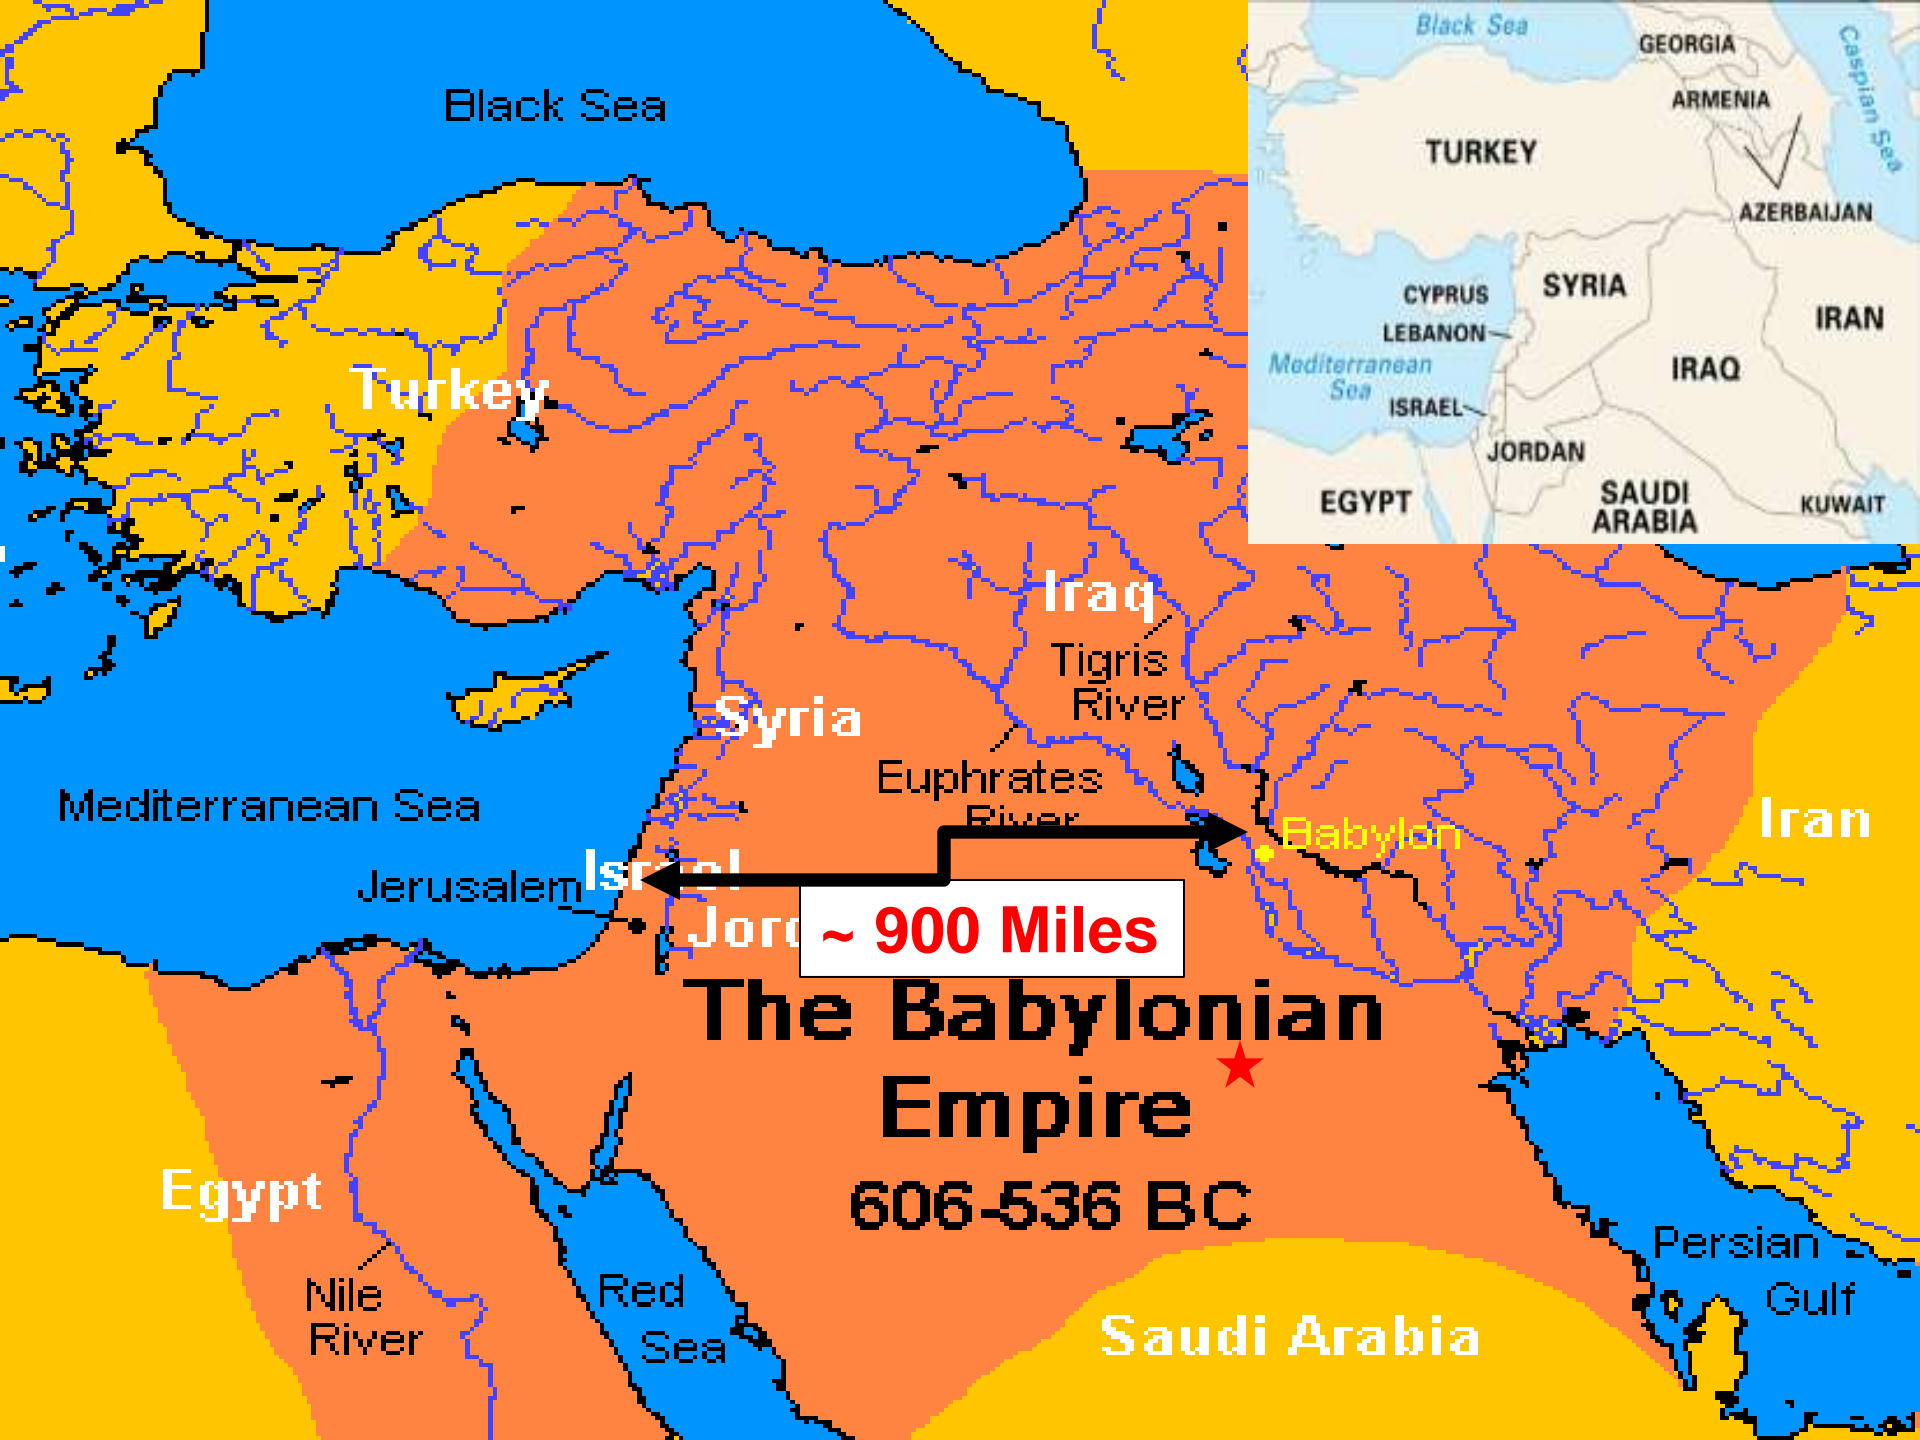 Black Sea
Turkey
Iraq
Tigris
River
Syria
Euphrates
River
Mediterranean Sea
Babylon
Iran
Israel
Jerusalem
~ 900 Miles
The Babylonian
Empire
606-536 BC
Egypt
Nile
River
Red
Sea
Saudi Arabia
Persian
Gulf
Black Sea
GEORGIA
Caspian Sea
ARMENIA
TURKEY
AZERBAIJAN
SYRIA
CYPRUS
IRAN
LEBANON
Mediterranean
Sea
IRAQ
ISRAEL
JORDAN
EGYPT
SAUDI
ARABIA
KUWAIT